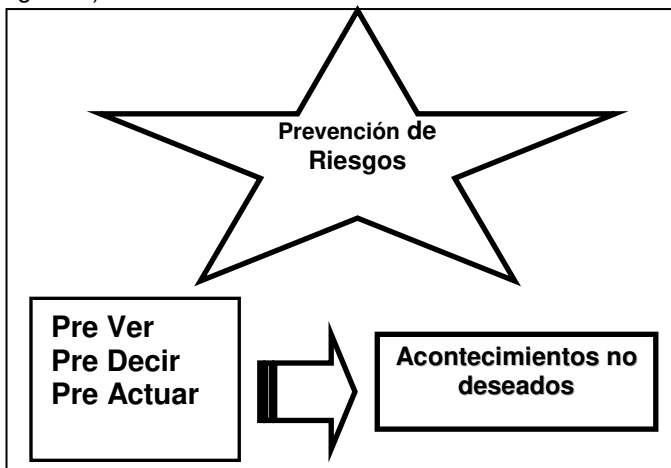 Prevención de
Riesgos
Pre Ver
Pre Decir
Pre Actuar
Acontecimientos no
deseados